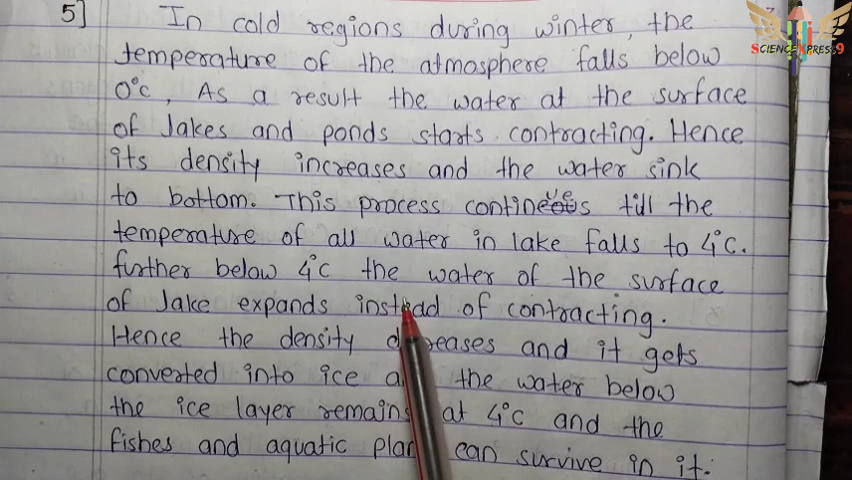 5] In cold regions during winter, the
temperature of the atmosphere falls below
0°c, As a result the water at the surface
of lakes and ponds starts contracting. Hence
its density increases and the water sink
to bottom. This process continues till the
temperature of all water in lake falls to 4°c.
further below 4°c the water of the surface
of lake expands instead of contracting.
Hence the density d reases and it gets
converted into ice a the water below
the ice layer remains at 4°c and the
fishes and aquatic plan can survive in it.
SCIENCEXPRESS9